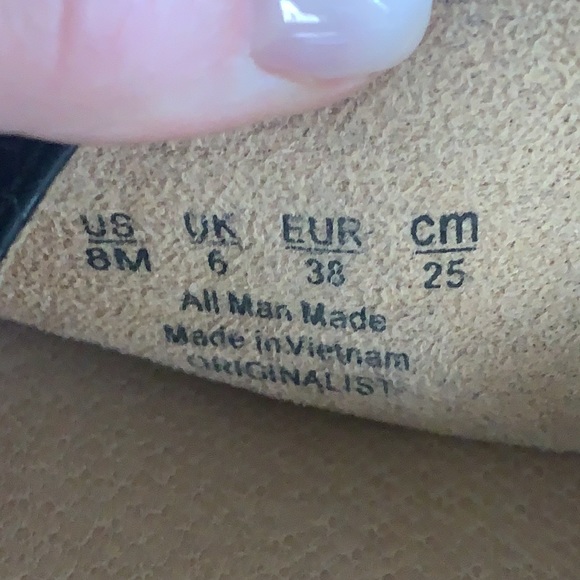 US UK EUR cm
8M 6 38 25
All Man Made
Made in Vietnam
ORIGINALIST